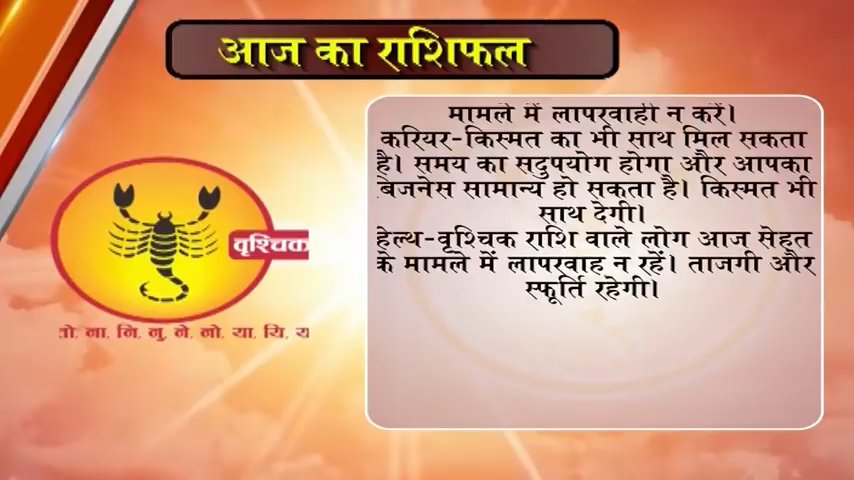 आज का राशिफल
मामले में लापरवाही न करें।
करियर-किस्मत का भी साथ मिल सकता
है। समय का सदुपयोग होगा और आपका
बिजनेस सामान्य हो सकता है। किस्मत भी
साथ देगी।
हेल्थ-वृश्चिक राशि वाले लोग आज सेहत
के मामले में लापरवाह न रहें। ताजगी और
स्फूर्ति रहेगी।
वृश्चिक
ना, नि, नु, ने, नो, या, यि,